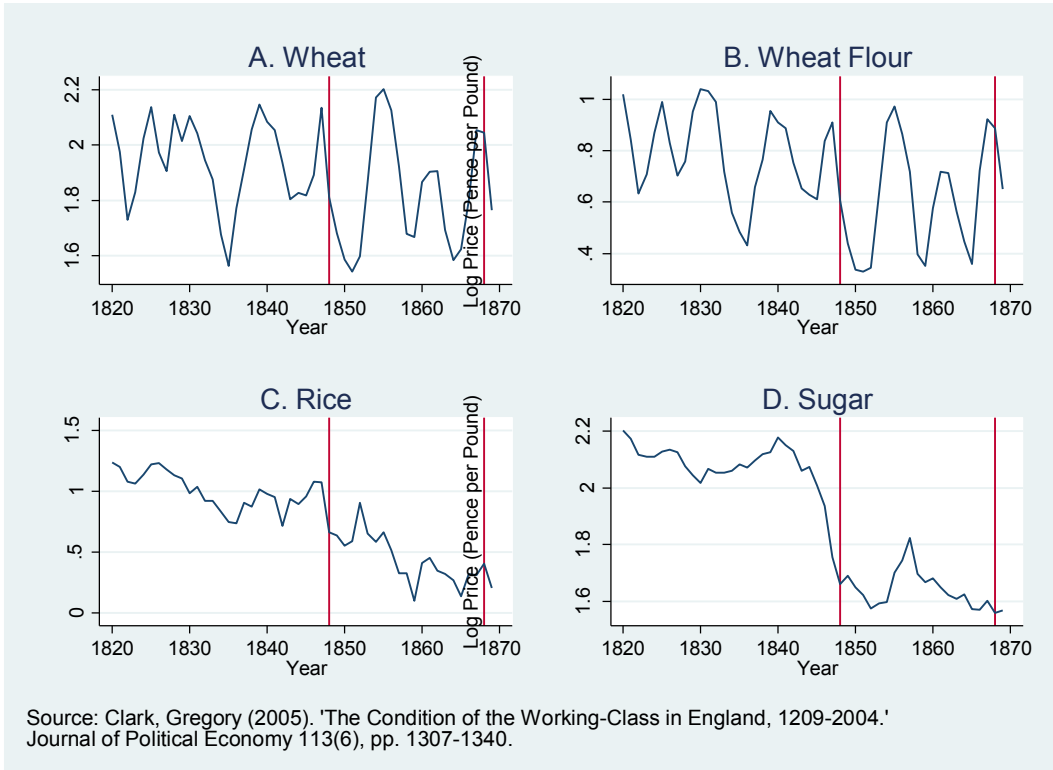 A. Wheat
Log Price (Pence per Pound)
2.2
2
1.8
1.6
1820 1830 1840 1850 1860 1870
Year
B. Wheat Flour
1
.8
.6
.4
1820 1830 1840 1850 1860 1870
Year
C. Rice
Log Price (Pence per Pound)
1.5
1
.5
0
1820 1830 1840 1850 1860 1870
Year
D. Sugar
2.2
2
1.8
1.6
1820 1830 1840 1850 1860 1870
Year
Source: Clark, Gregory (2005). 'The Condition of the Working-Class in England, 1209-2004.'
Journal of Political Economy 113(6), pp. 1307-1340.